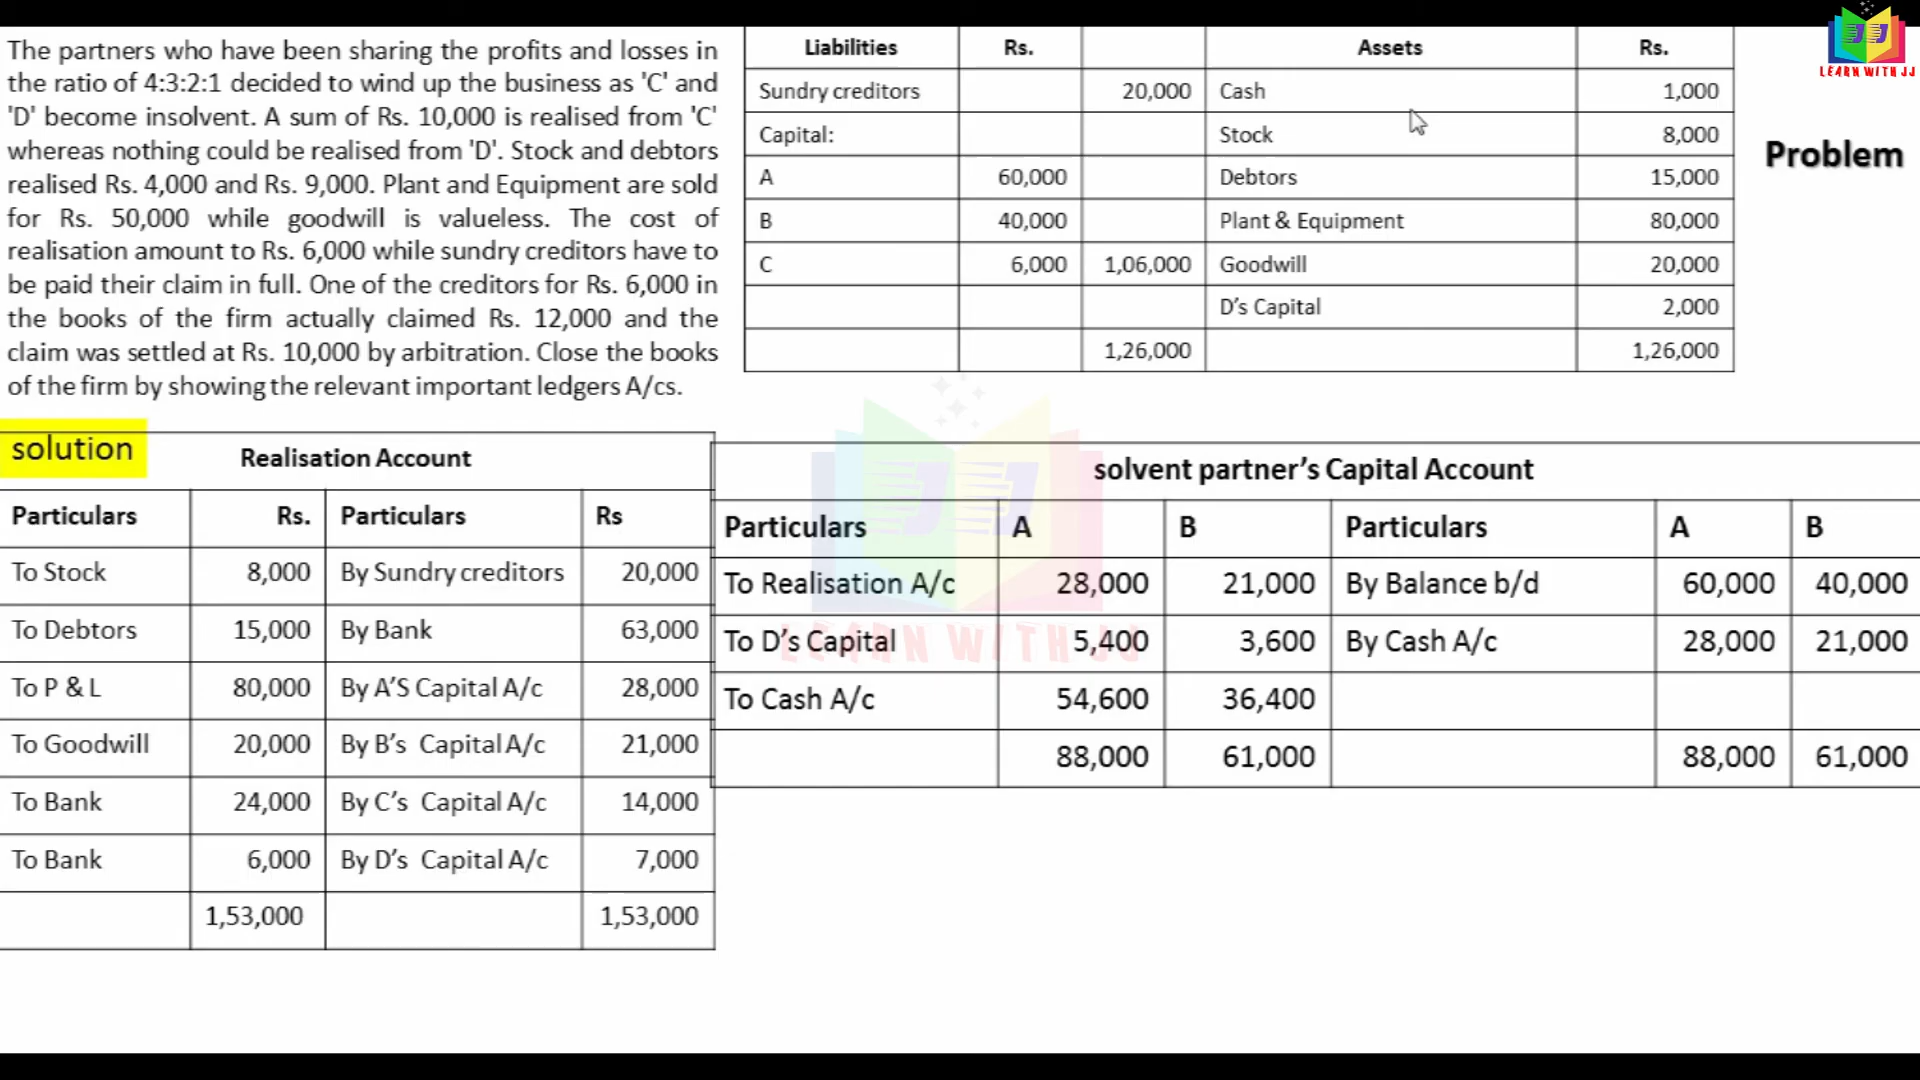 The partners who have been sharing the profits and losses in
the ratio of 4:3:2:1 decided to wind up the business as 'C' and
'D' become insolvent. A sum of Rs. 10,000 is realised from 'C'
whereas nothing could be realised from 'D'. Stock and debtors
realised Rs. 4,000 and Rs. 9,000. Plant and Equipment are sold
for Rs. 50,000 while goodwill is valueless. The cost of
realisation amount to Rs. 6,000 while sundry creditors have to
be paid their claim in full. One of the creditors for Rs. 6,000 in
the books of the firm actually claimed Rs. 12,000 and the
claim was settled at Rs. 10,000 by arbitration. Close the books
of the firm by showing the relevant important ledgers A/cs.
Liabilities Rs. Assets Rs.
Sundry creditors 20,000 Cash 1,000
Capital: Stock 8,000
A 60,000 Debtors 15,000
B 40,000 Plant & Equipment 80,000
C 6,000 1,06,000 Goodwill 20,000
D's Capital 2,000
1,26,000 1,26,000
LEARN WITH JJ
Problem
solution
Realisation Account
Particulars Rs. Particulars Rs
To Stock 8,000 By Sundry creditors 20,000
To Debtors 15,000 By Bank 63,000
To P & L 80,000 By A'S Capital A/c 28,000
To Goodwill 20,000 By B's Capital A/c 21,000
To Bank 24,000 By C's Capital A/c 14,000
To Bank 6,000 By D's Capital A/c 7,000
1,53,000 1,53,000
solvent partner's Capital Account
Particulars A B Particulars A B
To Realisation A/c 28,000 21,000 By Balance b/d 60,000 40,000
To D's Capital 5,400 3,600 By Cash A/c 28,000 21,000
To Cash A/c 54,600 36,400
88,000 61,000 88,000 61,000
LEARN WITH JJ